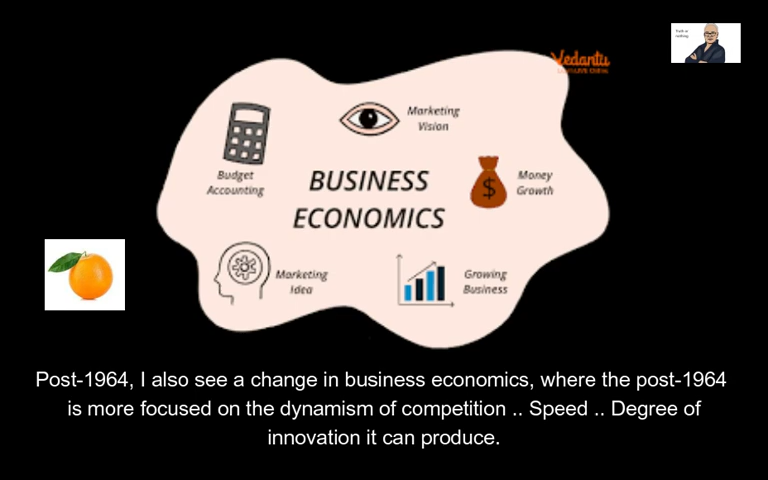 Vedantu
Marketing
Vision
Budget
Accounting
BUSINESS
ECONOMICS
Money
Growth
Marketing
Idea
Growing
Business
Post-1964, I also see a change in business economics, where the post-1964
is more focused on the dynamism of competition .. Speed .. Degree of
innovation it can produce.